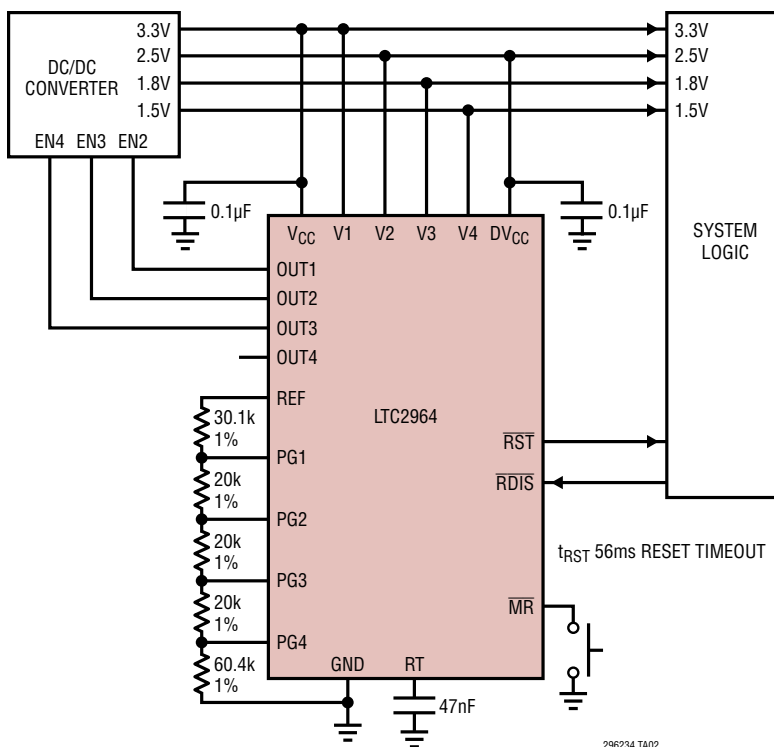 DC/DC
CONVERTER
3.3V
2.5V
1.8V
1.5V
EN4 EN3 EN2
3.3V
2.5V
1.8V
1.5V
SYSTEM
LOGIC
0.1µF
0.1µF
VCC V1 V2 V3 V4 DVCC
OUT1
OUT2
OUT3
OUT4
REF
30.1k
1%
PG1
20k
1%
PG2
20k
1%
PG3
20k
1%
PG4
60.4k
1%
LTC2964
RST
RDIS
tRST 56ms RESET TIMEOUT
MR
GND RT
47nF
296234 TA02